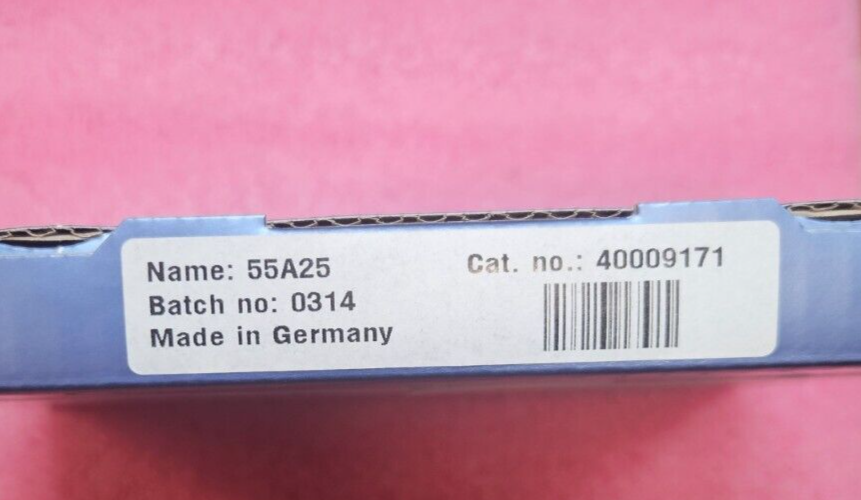 Name: 55A25
Cat. no.: 40009171
Batch no: 0314
Made in Germany